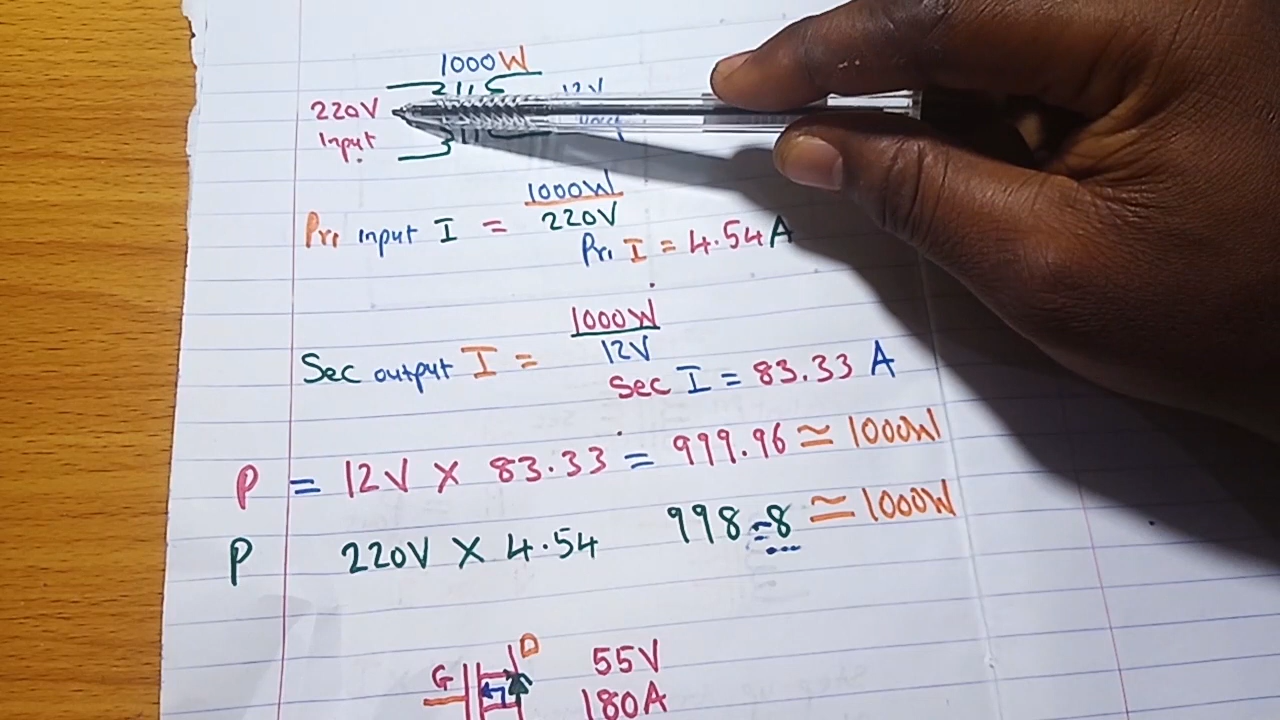 1000W
220V 12V
Input
Pri input I = 1000W
220V
Pri I = 4.54A
Sec output I = 1000W
12V
Sec I = 83.33 A
P = 12V X 83.33 = 999.96 ≃ 1000W
P 220V X 4.54 998.8 ≃ 1000W
G D 55V
180A